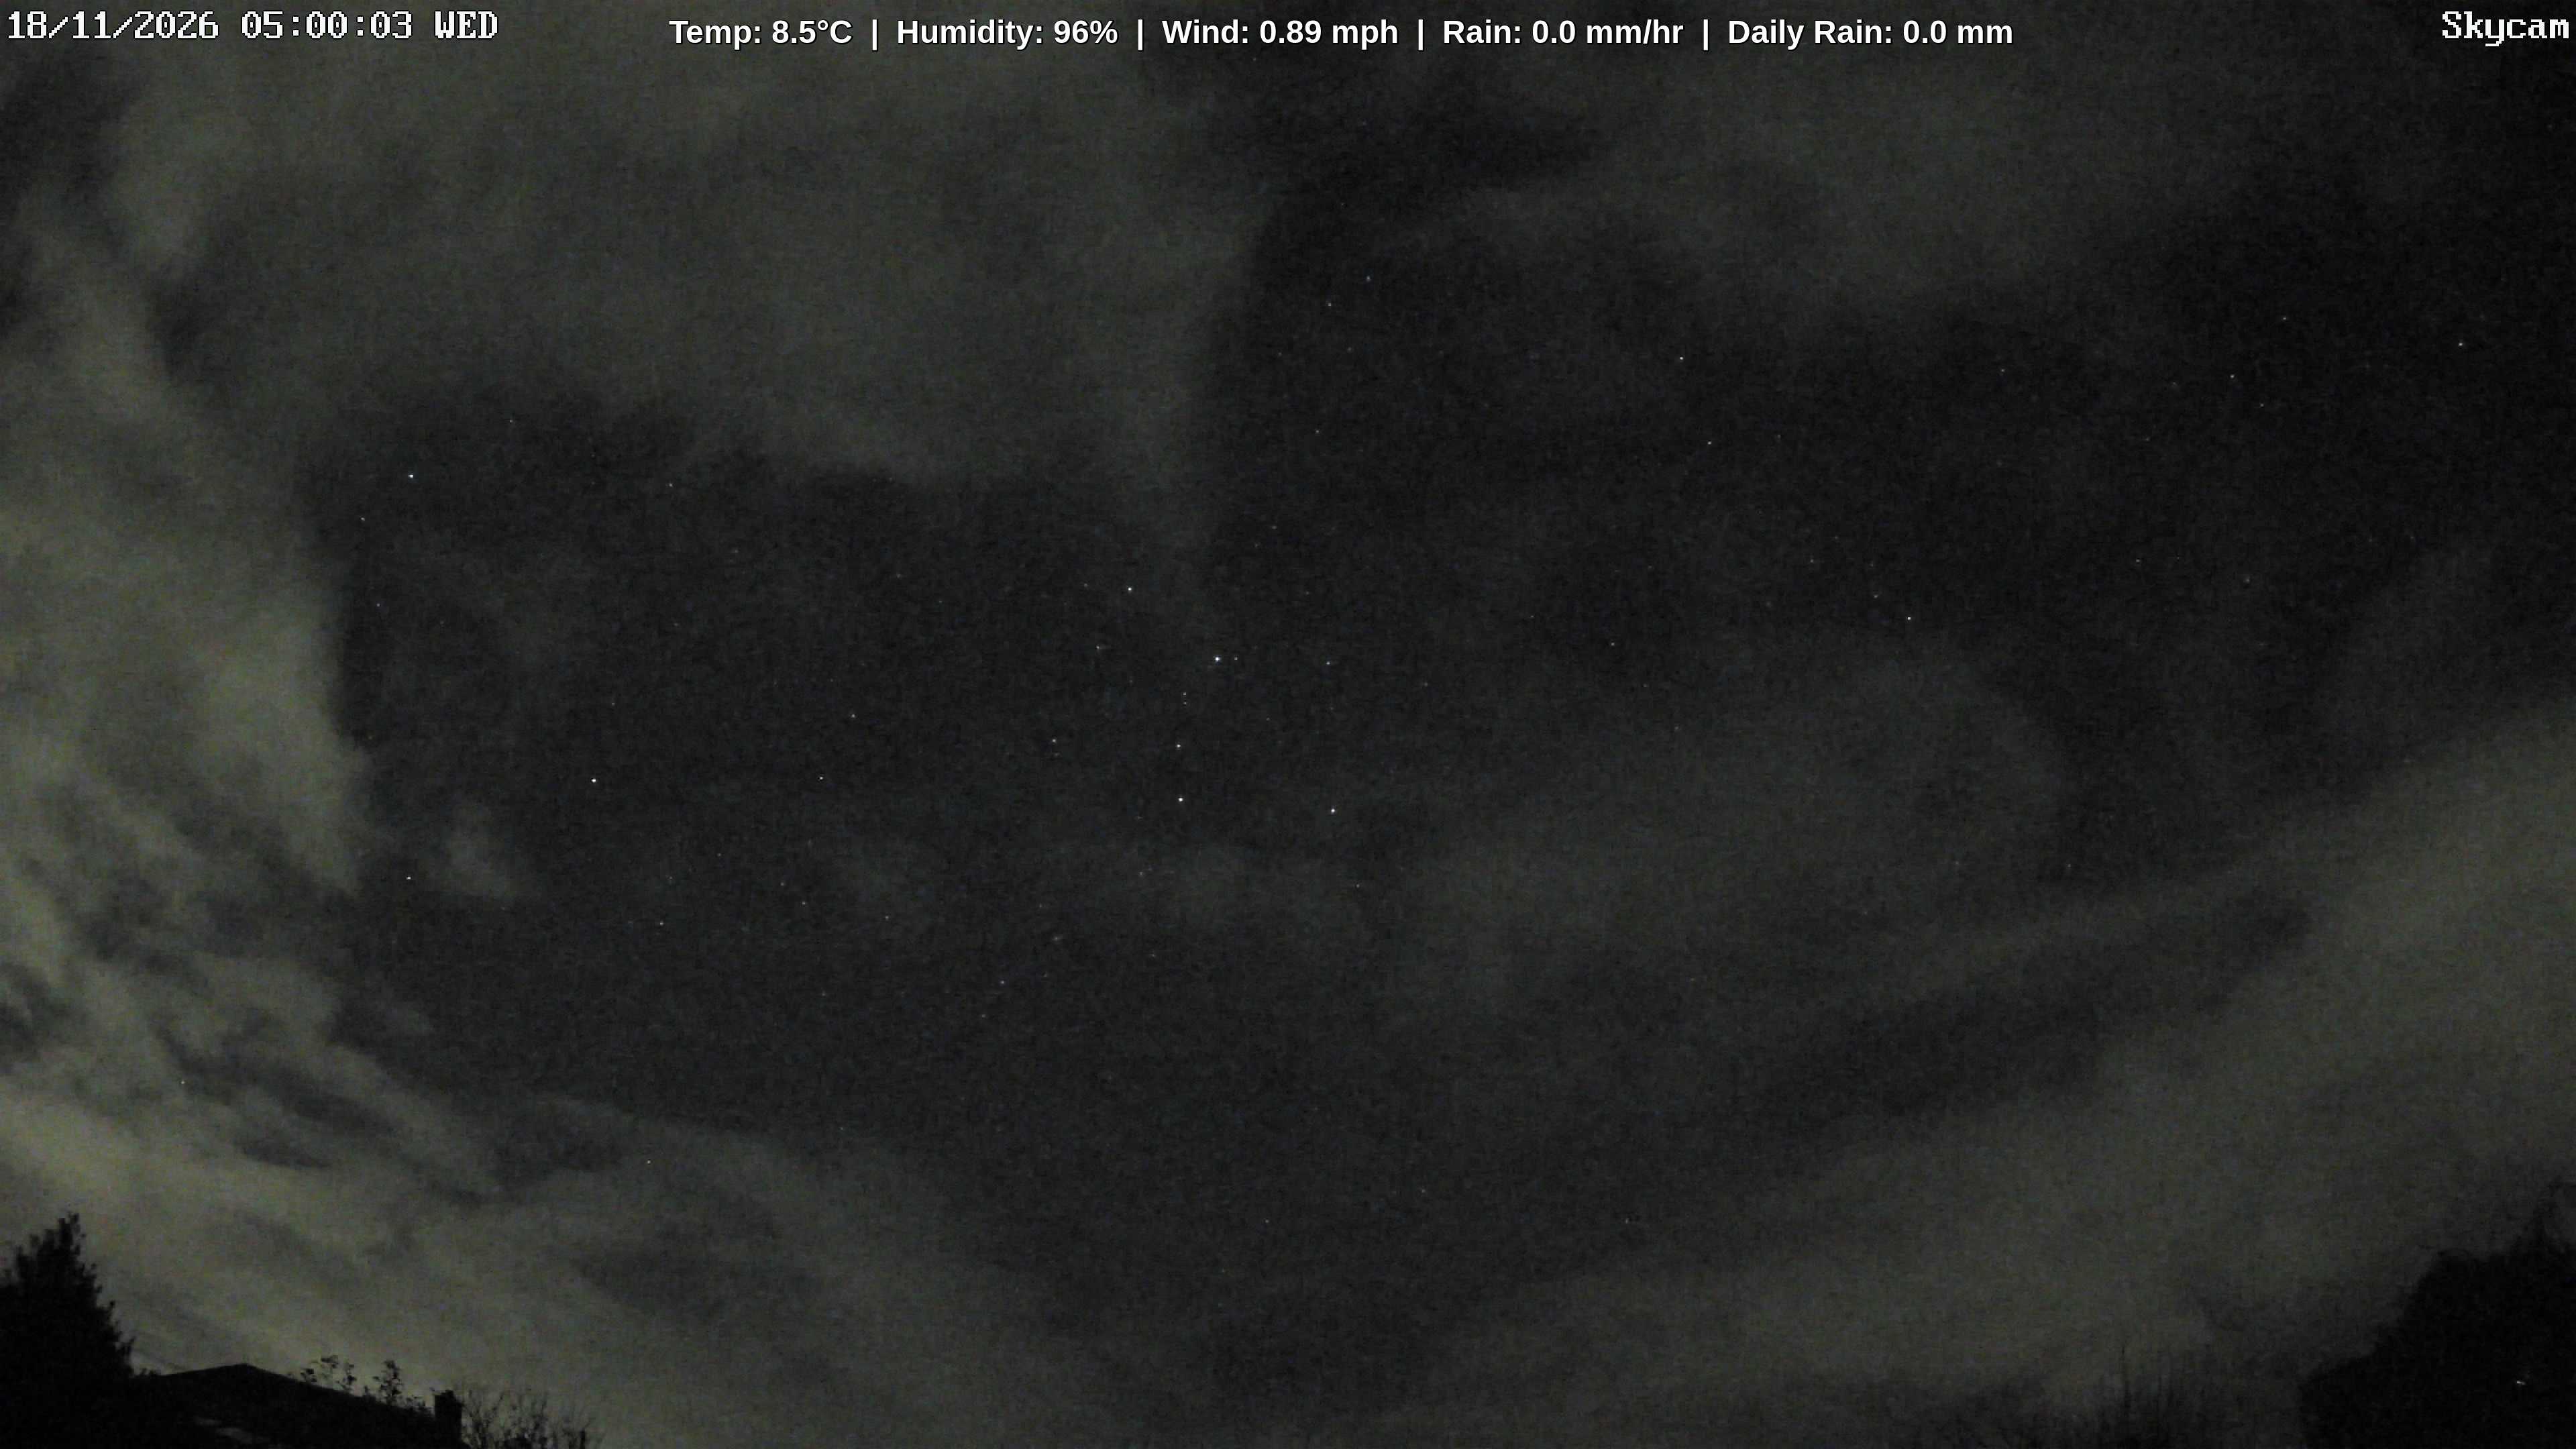 18/11/2026 05:00:03 WED
Temp: 8.5°C | Humidity: 96% | Wind: 0.89 mph | Rain: 0.0 mm/hr | Daily Rain: 0.0 mm
Skycam